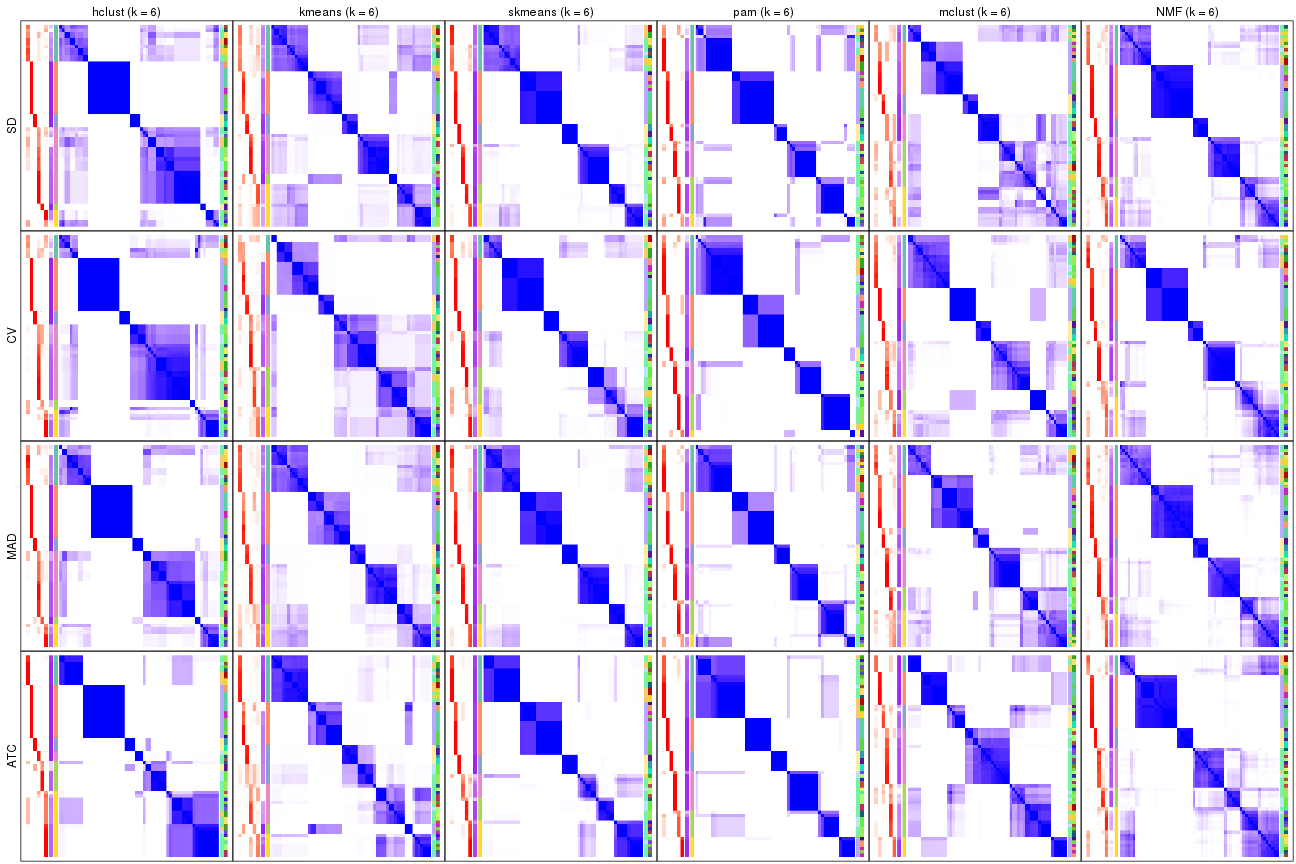 hclust (k = 6) kmeans (k = 6) skmeans (k = 6) pam (k = 6) mclust (k = 6) NMF (k = 6)
SD
CV
MAD
ATC